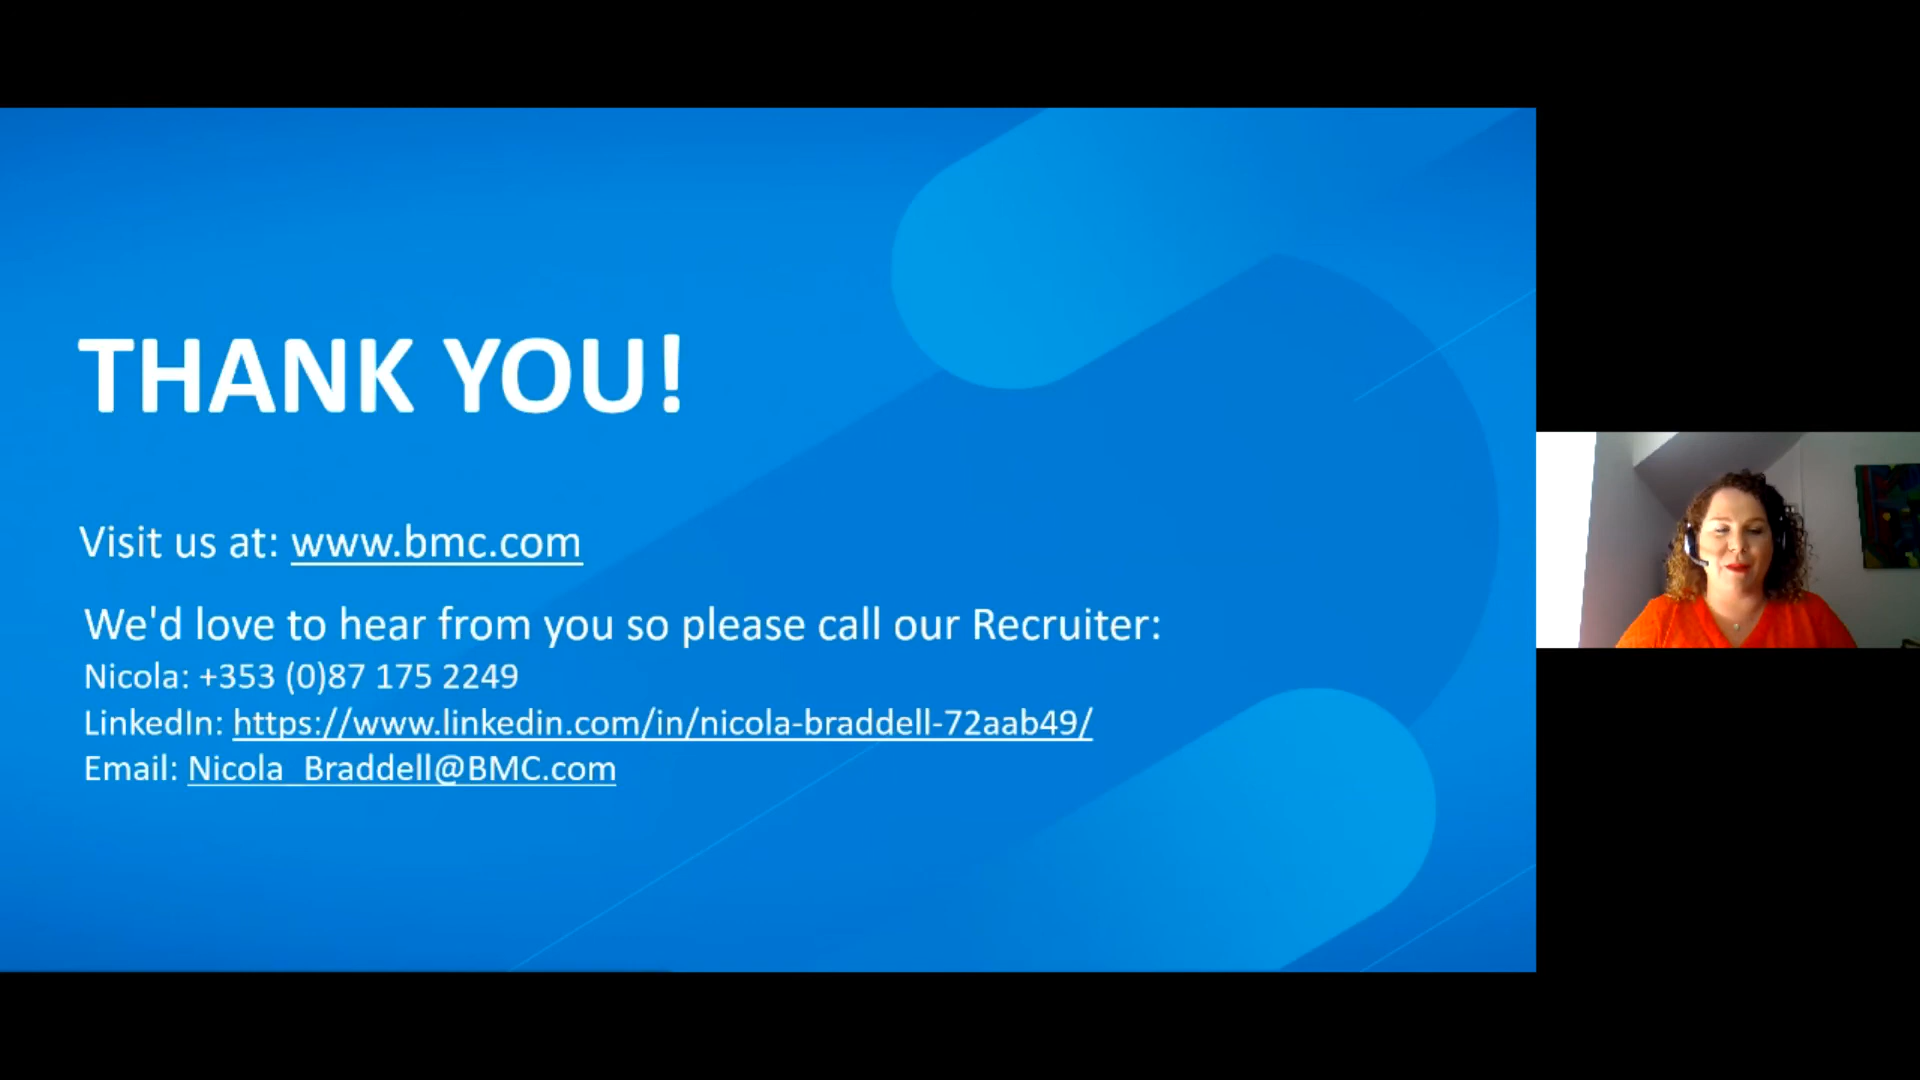 THANK YOU!
Visit us at: www.bmc.com
We'd love to hear from you so please call our Recruiter:
Nicola: +353 (0)87 175 2249
LinkedIn: https://www.linkedin.com/in/nicola-braddell-72aab49/
Email: Nicola_Braddell@BMC.com